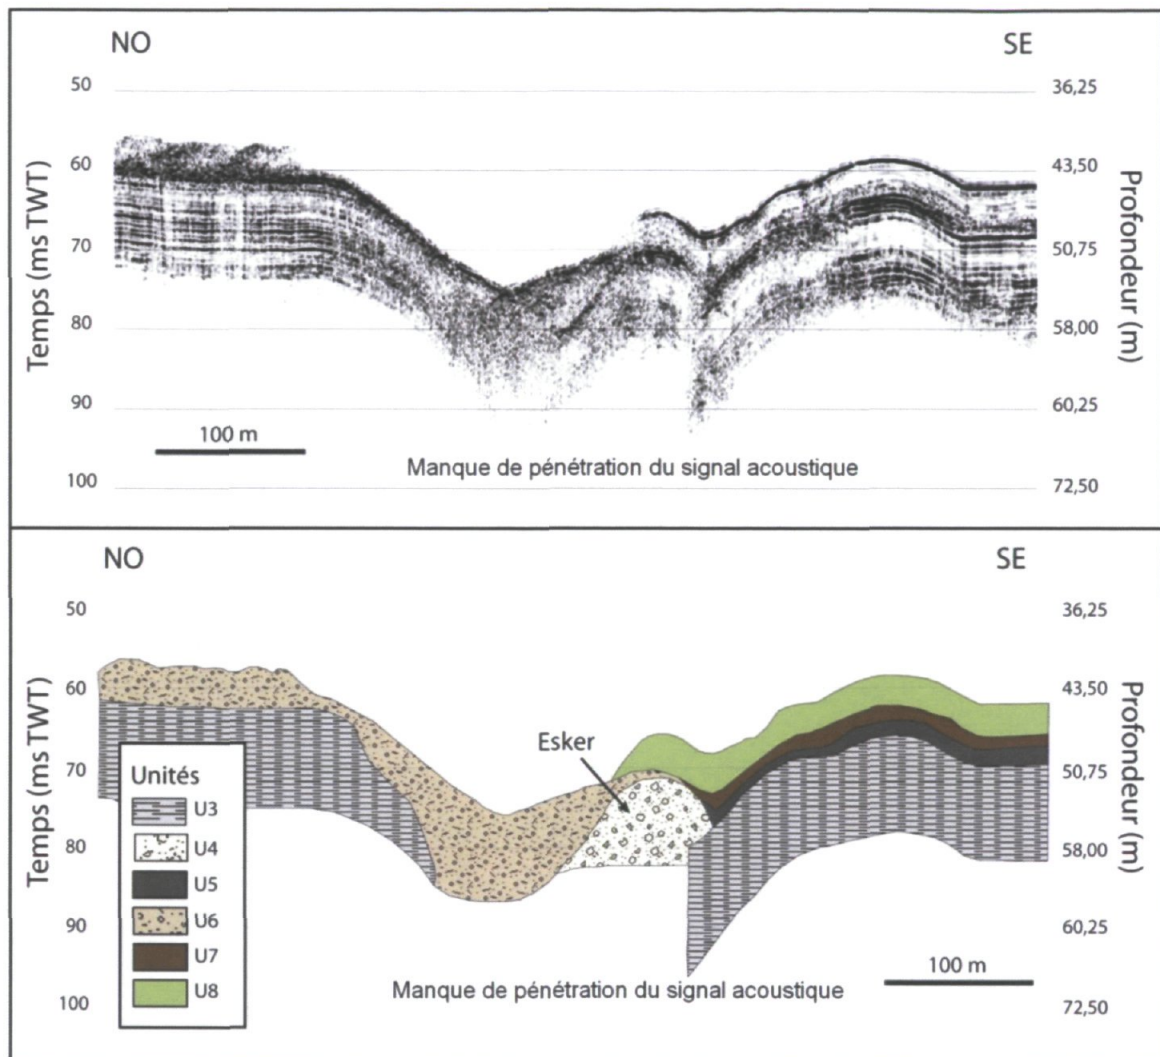 NO SE
50 36,25
60 43,50
70 50,75
80 58,00
90 60,25
100 72,50
Temps (ms TWT)
Profondeur (m)
100 m
Manque de pénétration du signal acoustique
NO SE
50 36,25
60 43,50
70 50,75
80 58,00
90 60,25
100 72,50
Temps (ms TWT)
Profondeur (m)
Esker
Unités
U3
U4
U5
U6
U7
U8
100 m
Manque de pénétration du signal acoustique